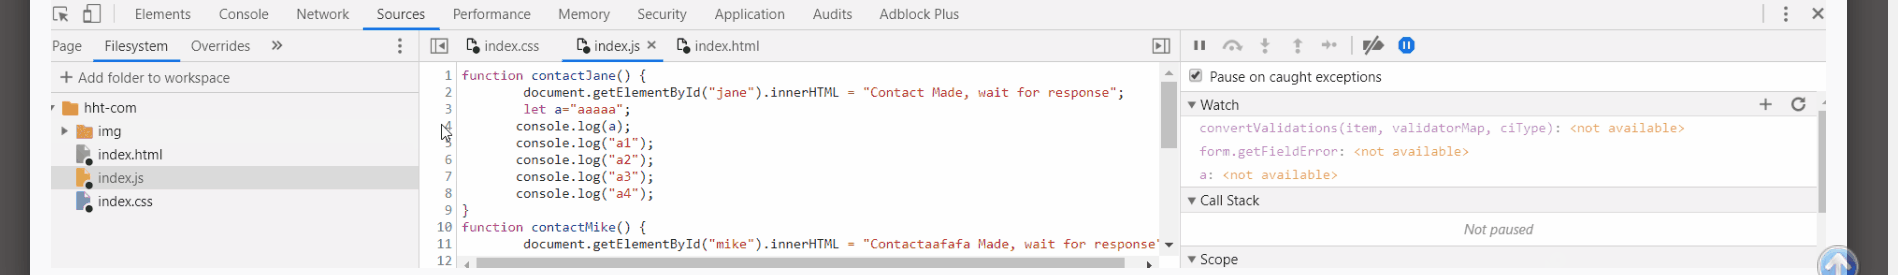 Elements Console Network Sources Performance Memory Security Application Audits Adblock Plus
Page Filesystem Overrides
index.css index.js index.html
+ Add folder to workspace
hht-com
img
index.html
index.js
index.css
1 function contactJane() {
2 document.getElementById("jane").innerHTML = "Contact Made, wait for response";
3 let a="aaaaa";
4 console.log(a);
5 console.log("a1");
6 console.log("a2");
7 console.log("a3");
8 console.log("a4");
9 }
10 function contactMike() {
11 document.getElementById("mike").innerHTML = "Contactaafafa Made, wait for response"
12
Pause on caught exceptions
Watch
convertValidations(item, validatorMap, ciType): <not available>
form.getFieldError: <not available>
a: <not available>
Call Stack
Not paused
Scope